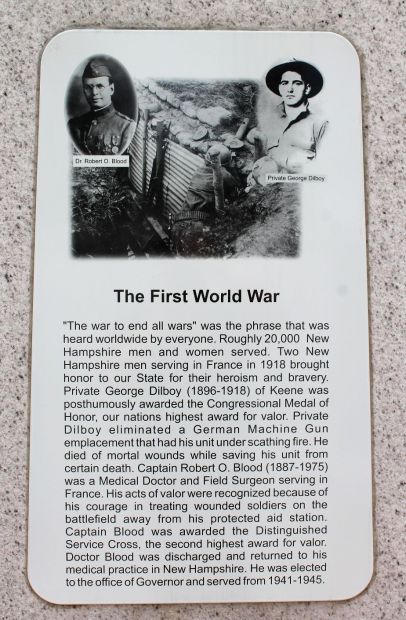 Dr. Robert O. Blood
Private George Dilboy
The First World War
"The war to end all wars" was the phrase that was
heard worldwide by everyone. Roughly 20,000 New
Hampshire men and women served. Two New
Hampshire men serving in France in 1918 brought
honor to our State for their heroism and bravery.
Private George Dilboy (1896-1918) of Keene was
posthumously awarded the Congressional Medal of
Honor, our nations highest award for valor. Private
Dilboy eliminated a German Machine Gun
emplacement that had his unit under scathing fire. He
died of mortal wounds while saving his unit from
certain death. Captain Robert O. Blood (1887-1975)
was a Medical Doctor and Field Surgeon serving in
France. His acts of valor were recognized because of
his courage in treating wounded soldiers on the
battlefield away from his protected aid station.
Captain Blood was awarded the Distinguished
Service Cross, the second highest award for valor.
Doctor Blood was discharged and returned to his
medical practice in New Hampshire. He was elected
to the office of Governor and served from 1941-1945.